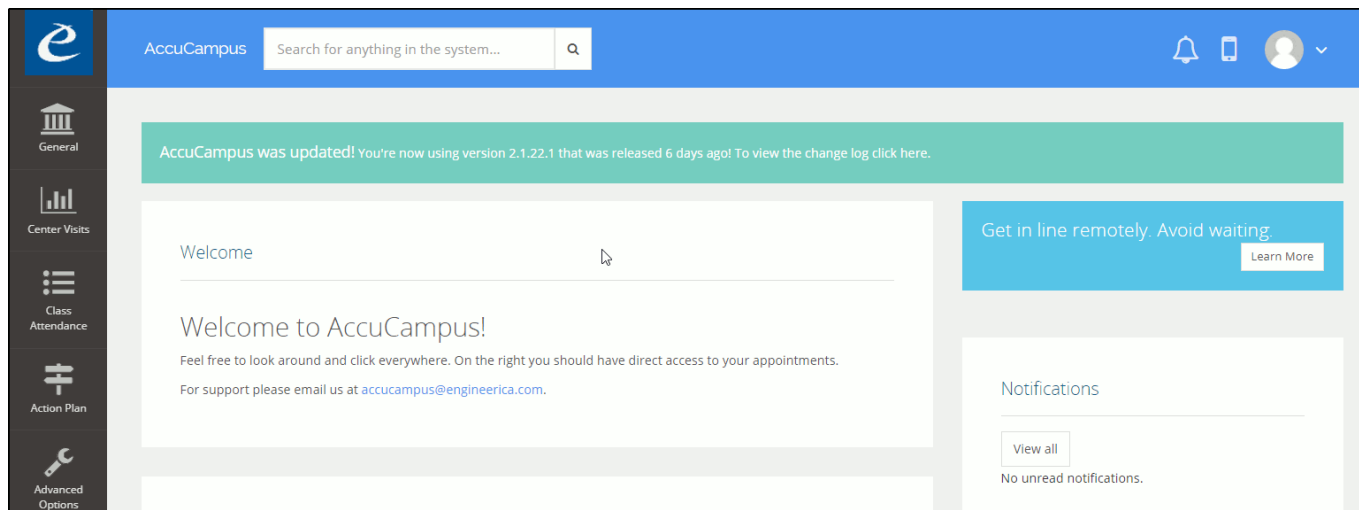 AccuCampus
Search for anything in the system...
General
Center Visits
Class
Attendance
Action Plan
Advanced
Options
AccuCampus was updated! You're now using version 2.1.22.1 that was released 6 days ago! To view the change log click here.
Welcome
Welcome to AccuCampus!
Feel free to look around and click everywhere. On the right you should have direct access to your appointments.
For support please email us at accucampus@engineerica.com.
Get in line remotely. Avoid waiting.
Learn More
Notifications
View all
No unread notifications.